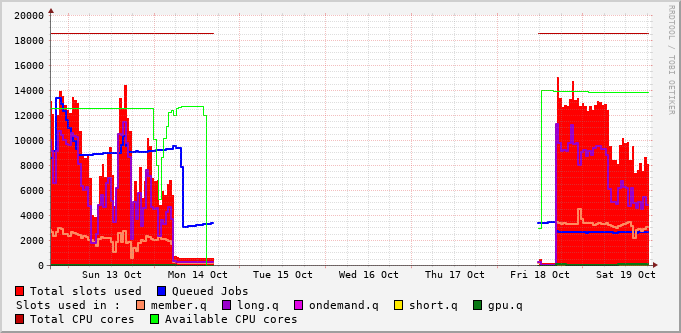 20000
18000
16000
14000
12000
10000
8000
6000
4000
2000
0
Sun 13 Oct Mon 14 Oct Tue 15 Oct Wed 16 Oct Thu 17 Oct Fri 18 Oct Sat 19 Oct
Total slots used Queued Jobs
Slots used in : member.q long.q ondemand.q short.q gpu.q
Total CPU cores Available CPU cores
RRDTOOL / TOBI OETIKER